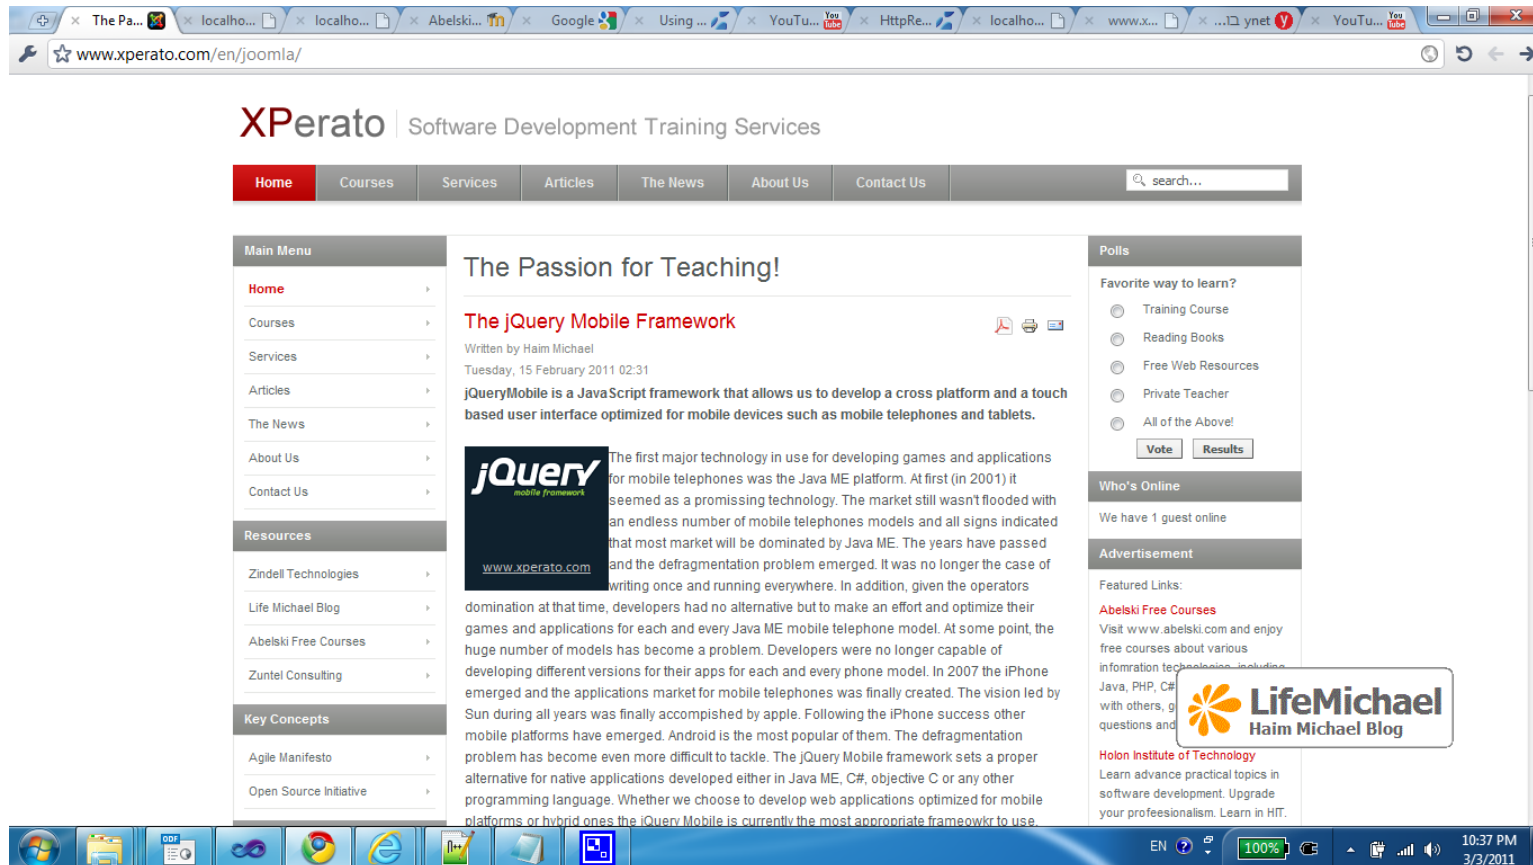 The Pa...
localho...
localho...
Abelski...
Google
Using ...
YouTu...
HttpRe...
localho...
www.x...
ynet בו...
YouTu...
www.xperato.com/en/joomla/
XPerato Software Development Training Services
Home Courses Services Articles The News About Us Contact Us search...
Main Menu
Home
Courses
Services
Articles
The News
About Us
Contact Us
Resources
Zindell Technologies
Life Michael Blog
Abelski Free Courses
Zuntel Consulting
Key Concepts
Agile Manifesto
Open Source Initiative
The Passion for Teaching!
The jQuery Mobile Framework
Written by Haim Michael
Tuesday, 15 February 2011 02:31
jQueryMobile is a JavaScript framework that allows us to develop a cross platform and a touch
based user interface optimized for mobile devices such as mobile telephones and tablets.
jQuery
mobile framework
www.xperato.com
The first major technology in use for developing games and applications
for mobile telephones was the Java ME platform. At first (in 2001) it
seemed as a promissing technology. The market still wasn't flooded with
an endless number of mobile telephones models and all signs indicated
that most market will be dominated by Java ME. The years have passed
and the defragmentation problem emerged. It was no longer the case of
writing once and running everywhere. In addition, given the operators
domination at that time, developers had no alternative but to make an effort and optimize their
games and applications for each and every Java ME mobile telephone model. At some point, the
huge number of models has become a problem. Developers were no longer capable of
developing different versions for their apps for each and every phone model. In 2007 the iPhone
emerged and the applications market for mobile telephones was finally created. The vision led by
Sun during all years was finally accompished by apple. Following the iPhone success other
mobile platforms have emerged. Android is the most popular of them. The defragmentation
problem has become even more difficult to tackle. The jQuery Mobile framework sets a proper
alternative for native applications developed either in Java ME, C#, objective C or any other
programming language. Whether we choose to develop web applications optimized for mobile
platforms or hybrid ones the jQuery Mobile is currently the most appropriate frameowkr to use.
Polls
Favorite way to learn?
Training Course
Reading Books
Free Web Resources
Private Teacher
All of the Above!
Vote Results
Who's Online
We have 1 guest online
Advertisement
Featured Links:
Abelski Free Courses
Visit www.abelski.com and enjoy
free courses about various
infomration technologies, including
Java, PHP, C#
with others, g
questions and
LifeMichael
Haim Michael Blog
Holon Institute of Technology
Learn advance practical topics in
software development. Upgrade
your profeesionalism. Learn in HIT.
ODF
EN 100% 10:37 PM
3/3/2011